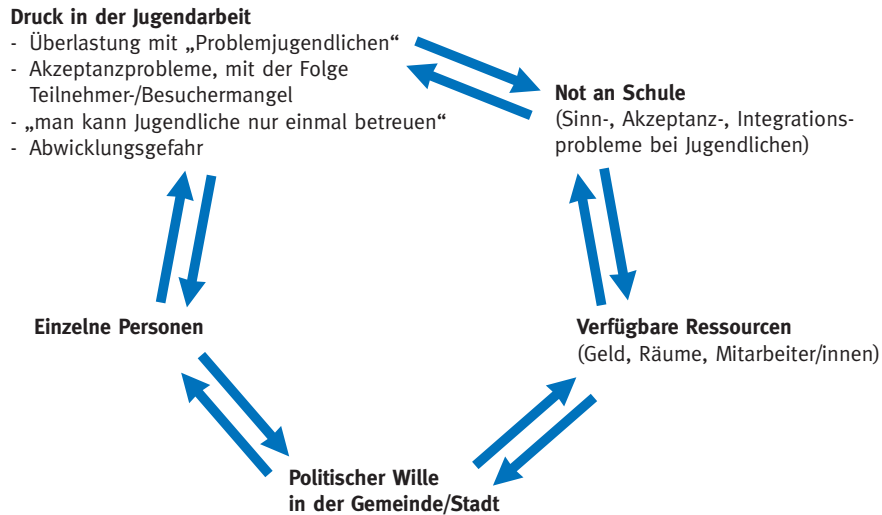 Druck in der Jugendarbeit
- Überlastung mit „Problemjugendlichen“
- Akzeptanzprobleme, mit der Folge
Teilnehmer-/Besuchermangel
- „man kann Jugendliche nur einmal betreuen“
- Abwicklungsgefahr
Not an Schule
(Sinn-, Akzeptanz-, Integrations-
probleme bei Jugendlichen)
Einzelne Personen
Verfügbare Ressourcen
(Geld, Räume, Mitarbeiter/innen)
Politischer Wille
in der Gemeinde/Stadt